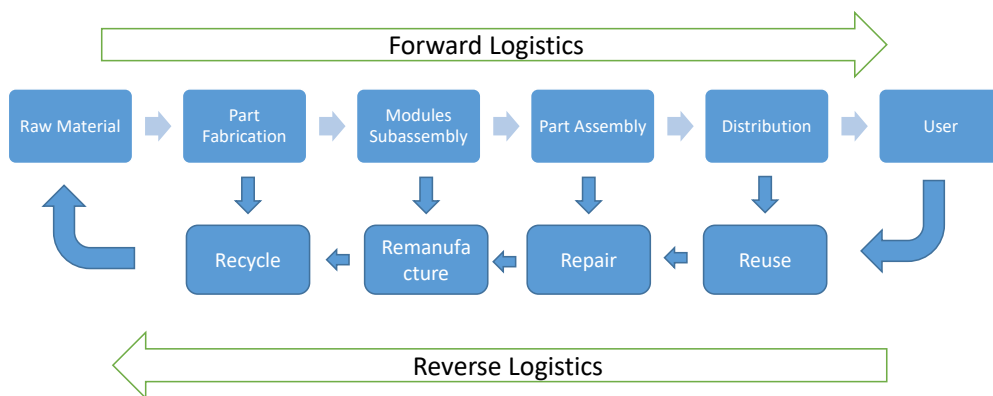 Forward Logistics
Raw Material
Part
Fabrication
Modules
Subassembly
Part Assembly
Distribution
User
Recycle
Remanufa
cture
Repair
Reuse
Reverse Logistics